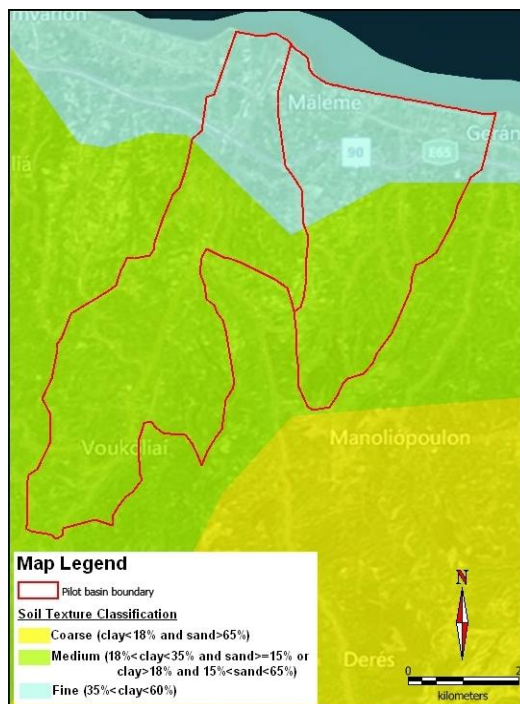 Máleme
Gerán
90
E65
Voukoliaí
Manoliópoulon
N
Map Legend
Pilot basin boundary
Soil Texture Classification
Coarse (clay<18% and sand>65%)
Medium (18%<clay<35% and sand>=15% or
clay>18% and 15%<sand<65%)
Fine (35%<clay<60%)
Derés
0
kilometers